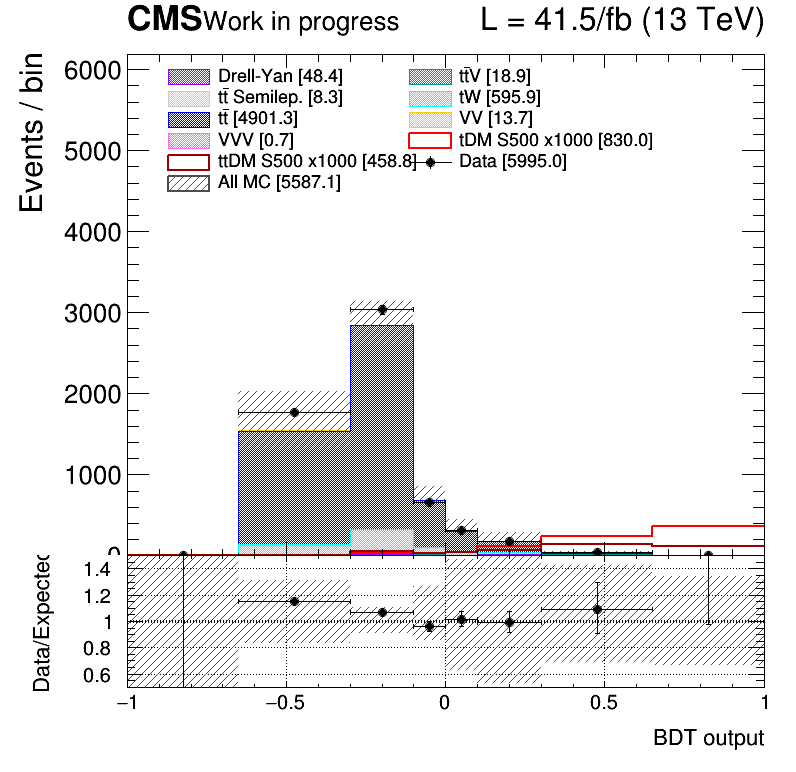 CMS Work in progress L = 41.5/fb (13 TeV)
Events / bin
6000
5000
4000
3000
2000
1000
0
Drell-Yan [48.4] tt̄V [18.9]
tt̄ Semilep. [8.3] tW [595.9]
tt̄ [4901.3] VV [13.7]
VVV [0.7] tDM S500 x1000 [830.0]
ttDM S500 x1000 [458.8] Data [5995.0]
All MC [5587.1]
Data/Expected
1.4
1.2
1
0.8
0.6
−1 −0.5 0 0.5 1
BDT output